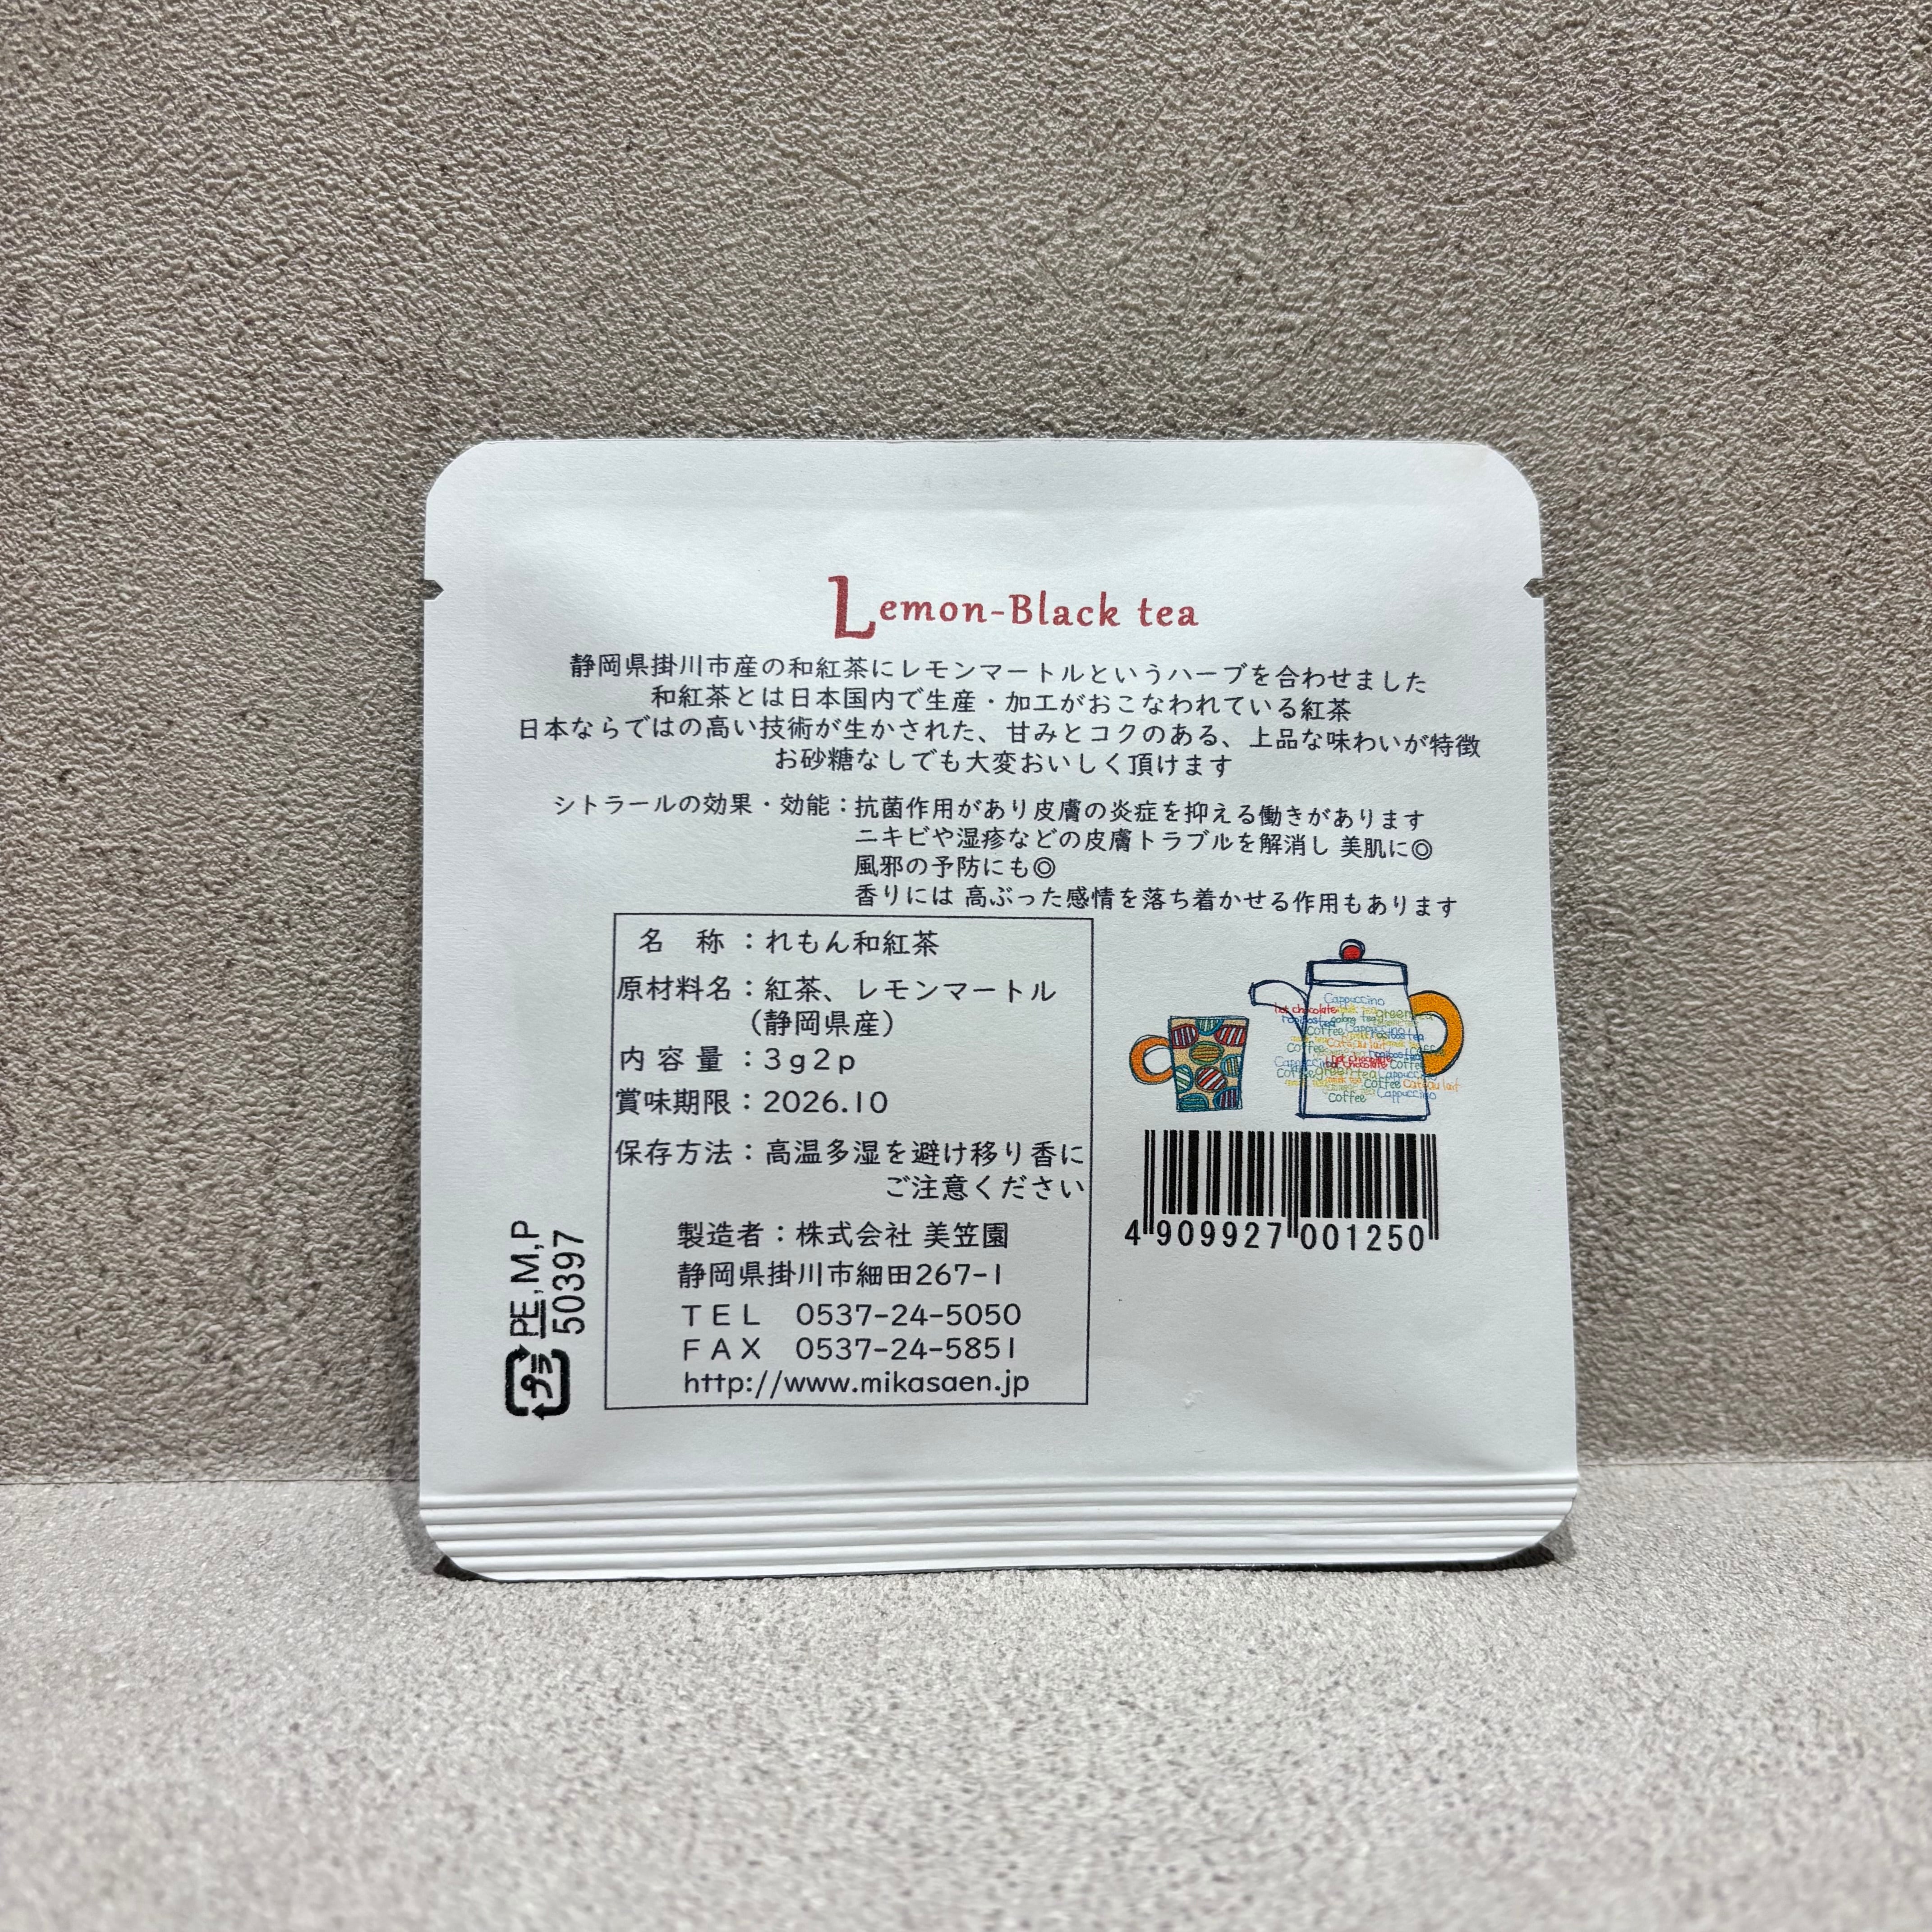 Lemon-Black tea
静岡県掛川市産の和紅茶にレモンマートルというハーブを合わせました
和紅茶とは日本国内で生産・加工がおこなわれている紅茶
日本ならではの高い技術が生かされた、甘みとコクのある、上品な味わいが特徴
お砂糖なしでも大変おいしく頂けます
シトラールの効果・効能：抗菌作用があり皮膚の炎症を抑える働きがあります
ニキビや湿疹などの皮膚トラブルを解消し 美肌に◎
風邪の予防にも◎
香りには 高ぶった感情を落ち着かせる作用もあります
名 称 ：れもん和紅茶
原材料名：紅茶、レモンマートル
（静岡県産）
内 容 量 ：3g2p
賞味期限：2026.10
保存方法：高温多湿を避け移り香に
ご注意ください
製造者：株式会社 美笠園
静岡県掛川市細田267-1
TEL 0537-24-5050
FAX 0537-24-5851
http://www.mikasaen.jp
プラ PE,M,P
50397
Cappuccino
hot chocolate
green tea
coffee
Cappuccino
4 909927 001250